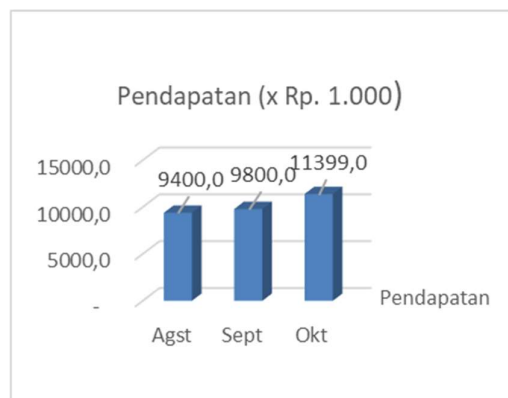 Pendapatan (x Rp. 1.000)
15000,0
10000,0
5000,0
-
9400,0
9800,0
11399,0
Agst
Sept
Okt
Pendapatan